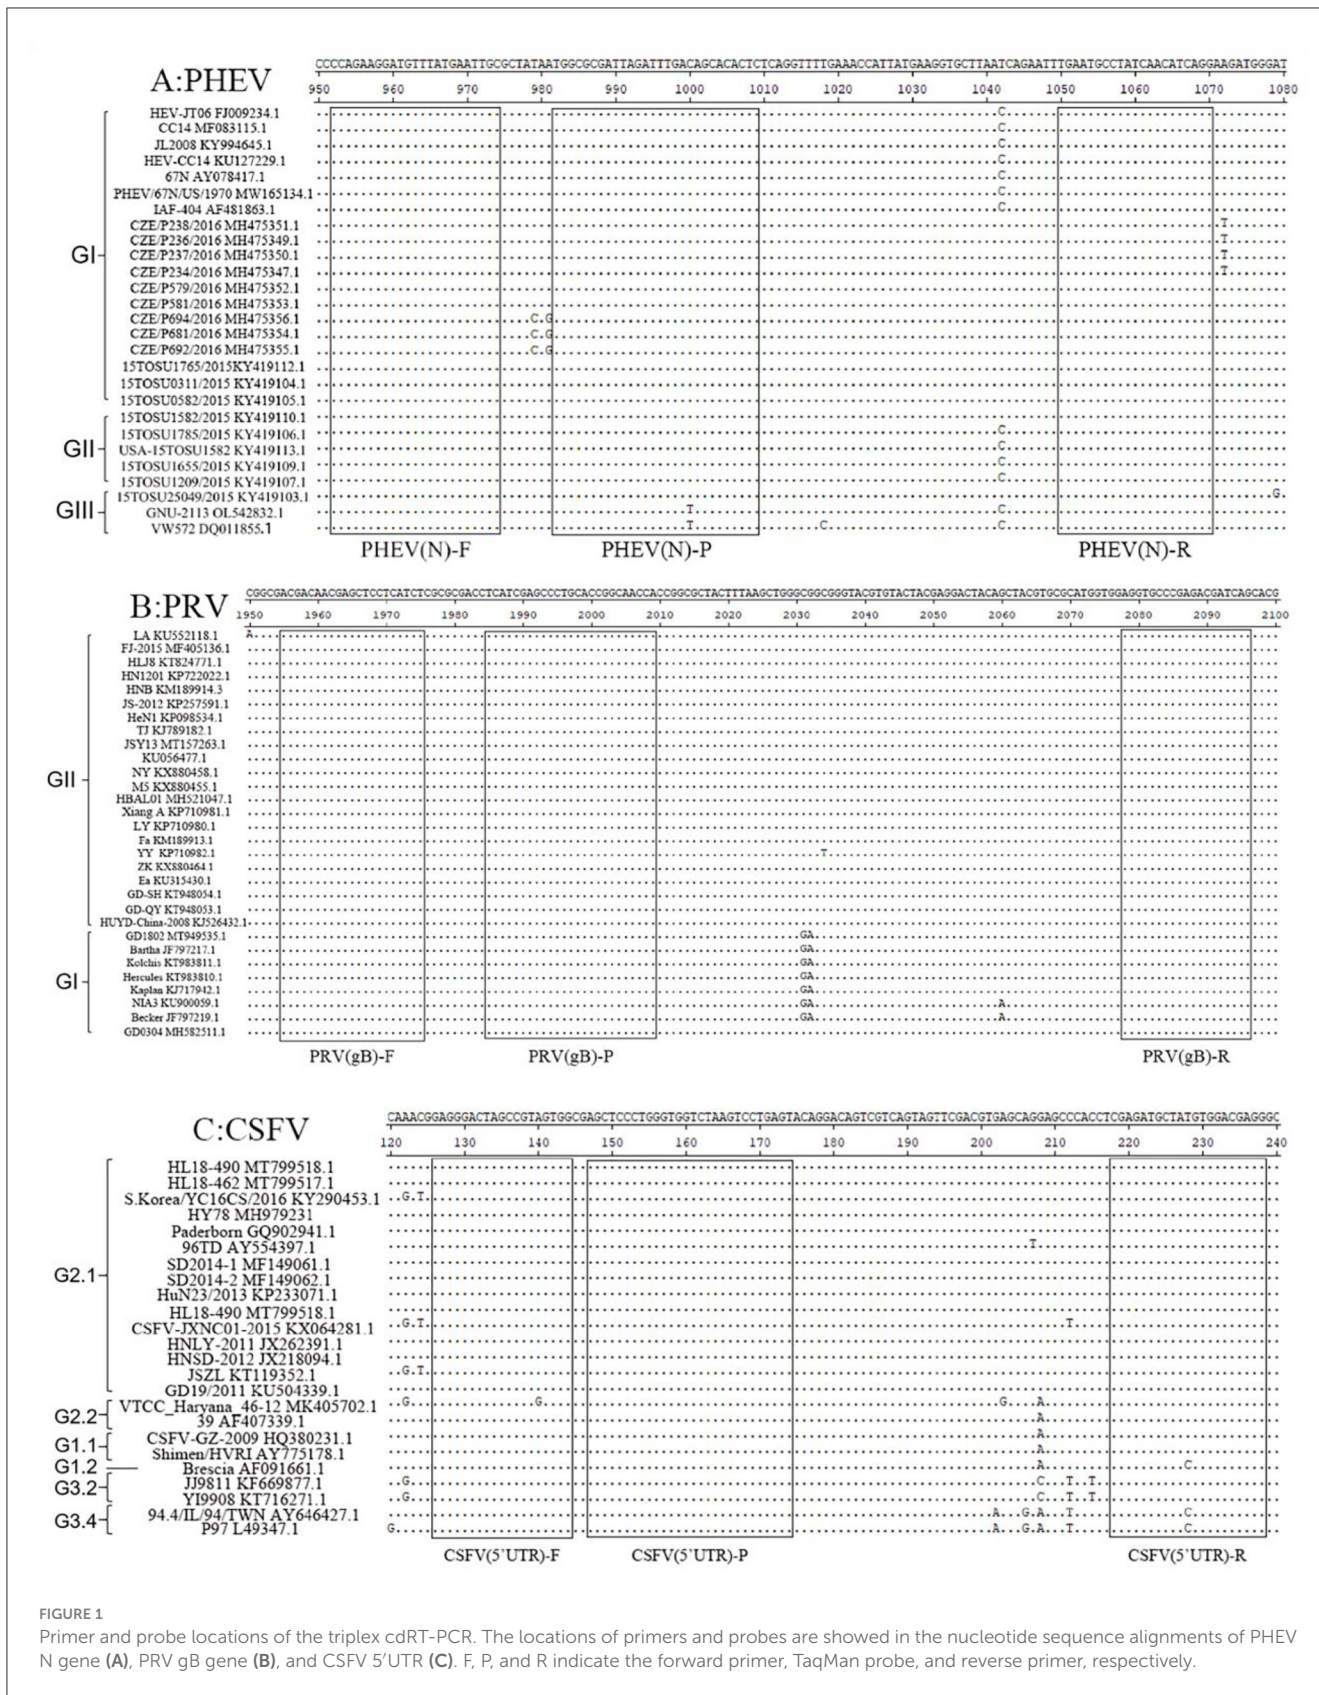 A:PHEV
CCCCAGAAGGATGTTTATGAATTGCGCTATAATGGCGCGATTAGATTTGACAGCACACTCTCAGGTTTTGAAACCATTATGAAGGTGCTTAATCAGAATTTGAATGCCTATCAACATCAGGAAGATGGGAT
950 960 970 980 990 1000 1010 1020 1030 1040 1050 1060 1070 1080
GI
HEV-JT06 FJ009234.1 C
CC14 MF083115.1 C
JL2008 KY994645.1 C
HEV-CC14 KU127229.1 C
67N AY078417.1 C
PHEV/67N/US/1970 MW165134.1 C
IAF-404 AF481863.1 C
CZE/P238/2016 MH475351.1 T
CZE/P236/2016 MH475349.1 T
CZE/P237/2016 MH475350.1 T
CZE/P234/2016 MH475347.1 T
CZE/P579/2016 MH475352.1
CZE/P581/2016 MH475353.1
CZE/P694/2016 MH475356.1 C.G
CZE/P681/2016 MH475354.1 C.G
CZE/P692/2016 MH475355.1 C.G
15TOSU1765/2015KY419112.1
15TOSU0311/2015 KY419104.1
15TOSU0582/2015 KY419105.1
GII
15TOSU1582/2015 KY419110.1
15TOSU1785/2015 KY419106.1 C
USA-15TOSU1582 KY419113.1 C
15TOSU1655/2015 KY419109.1 C
15TOSU1209/2015 KY419107.1 C
GIII
15TOSU25049/2015 KY419103.1 G
GNU-2113 OL542832.1 T C
VW572 DQ011855.1 T C C
PHEV(N)-F PHEV(N)-P PHEV(N)-R
B:PRV
CGGCGACGACAACGAGCTCCTCATCTCGCGCGACCTCATCGAGCCCTGCACCGGCAACCACCGGCGCTACTTTAAGCTGGGCGGCGGGTACGTGTACTACGAGGACTACAGCTACGTGCGCATGGTGGAGGTGCCCGAGACGATCAGCACG
1950 1960 1970 1980 1990 2000 2010 2020 2030 2040 2050 2060 2070 2080 2090 2100
GII
LA KU552118.1 A
FJ-2015 MF405136.1
HLJ8 KT824771.1
HN1201 KP722022.1
HNB KM189914.3
JS-2012 KP257591.1
HeN1 KP098534.1
TJ KJ789182.1
JSY13 MT157263.1
KU056477.1
NY KX880458.1
M5 KX880455.1
HBAL01 MH521047.1
Xiang A KP710981.1
LY KP710980.1
Fa KM189913.1
YY KP710982.1 T
ZK KX880464.1
Ea KU315430.1
GD-SH KT948054.1
GD-QY KT948053.1
HUYD-China-2008 KJ526432.1
GI
GD1802 MT949535.1 GA
Bartha JF797217.1 GA
Kolchis KT983811.1 GA
Hercules KT983810.1 GA
Kaplan KJ717942.1 GA
NIA3 KU900059.1 GA A
Becker JF797219.1 GA A
GD0304 MH582511.1
PRV(gB)-F PRV(gB)-P PRV(gB)-R
C:CSFV
CAAACGGAGGGACTAGCCGTAGTGGCGAGCTCCCTGGGTGGTCTAAGTCCTGAGTACAGGACAGTCGTCAGTAGTTCGACGTGAGCAGGAGCCCACCTCGAGATGCTATGTGGACGAGGGC
120 130 140 150 160 170 180 190 200 210 220 230 240
G2.1
HL18-490 MT799518.1
HL18-462 MT799517.1
S.Korea/YC16CS/2016 KY290453.1 G.T
HY78 MH979231
Paderborn GQ902941.1
96TD AY554397.1 T
SD2014-1 MF149061.1
SD2014-2 MF149062.1
HuN23/2013 KP233071.1
HL18-490 MT799518.1
CSFV-JXNC01-2015 KX064281.1 G.T T
HNLY-2011 JX262391.1
HNSD-2012 JX218094.1
JSZL KT119352.1 G.T
GD19/2011 KU504339.1
G2.2
VTCC_Haryana_46-12 MK405702.1 G G G A
39 AF407339.1 A
G1.1
CSFV-GZ-2009 HQ380231.1 A
Shimen/HVRI AY775178.1 A
G1.2
Brescia AF091661.1 A C
G3.2
JJ9811 KF669877.1 G C T T
YI9908 KT716271.1 G C T T
G3.4
94.4/IL/94/TWN AY646427.1 A G A T C
P97 L49347.1 G A G A T C
CSFV(5'UTR)-F CSFV(5'UTR)-P CSFV(5'UTR)-R
FIGURE 1
Primer and probe locations of the triplex cdRT-PCR. The locations of primers and probes are showed in the nucleotide sequence alignments of PHEV
N gene (A), PRV gB gene (B), and CSFV 5′UTR (C). F, P, and R indicate the forward primer, TaqMan probe, and reverse primer, respectively.